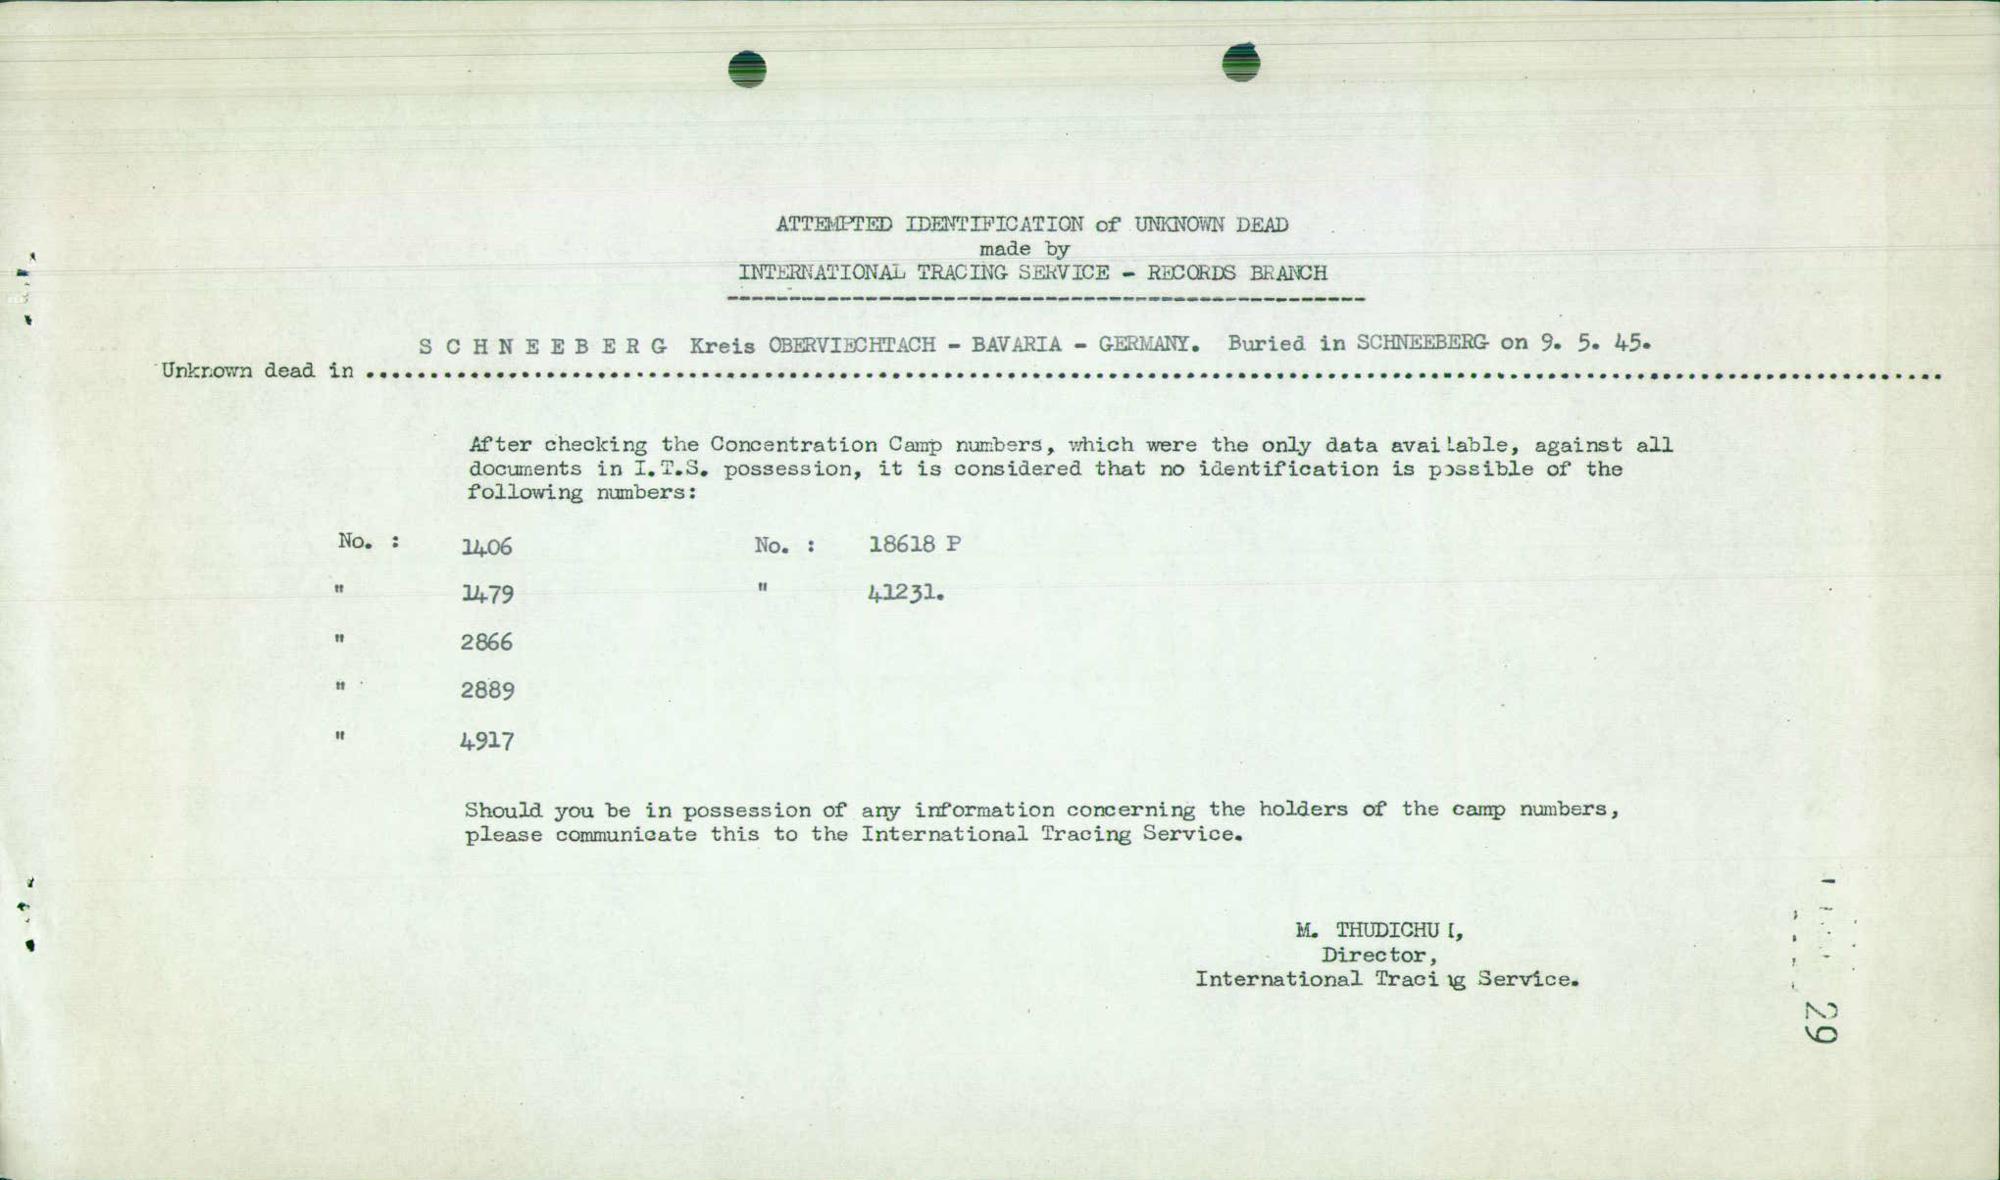 ATTEMPTED IDENTIFICATION of UNKNOWN DEAD
made by
INTERNATIONAL TRACING SERVICE - RECORDS BRANCH
S C H N E E B E R G Kreis OBERVIECHTACH - BAVARIA - GERMANY. Buried in SCHNEEBERG on 9. 5. 45.
Unknown dead in ........................................................................................................................
After checking the Concentration Camp numbers, which were the only data available, against all
documents in I.T.S. possession, it is considered that no identification is possible of the
following numbers:
No. : 1406 No. : 18618 P
" 1479 " 41231.
" 2866
" 2889
" 4917
Should you be in possession of any information concerning the holders of the camp numbers,
please communicate this to the International Tracing Service.
M. THUDICHUM,
Director,
International Tracing Service.
29